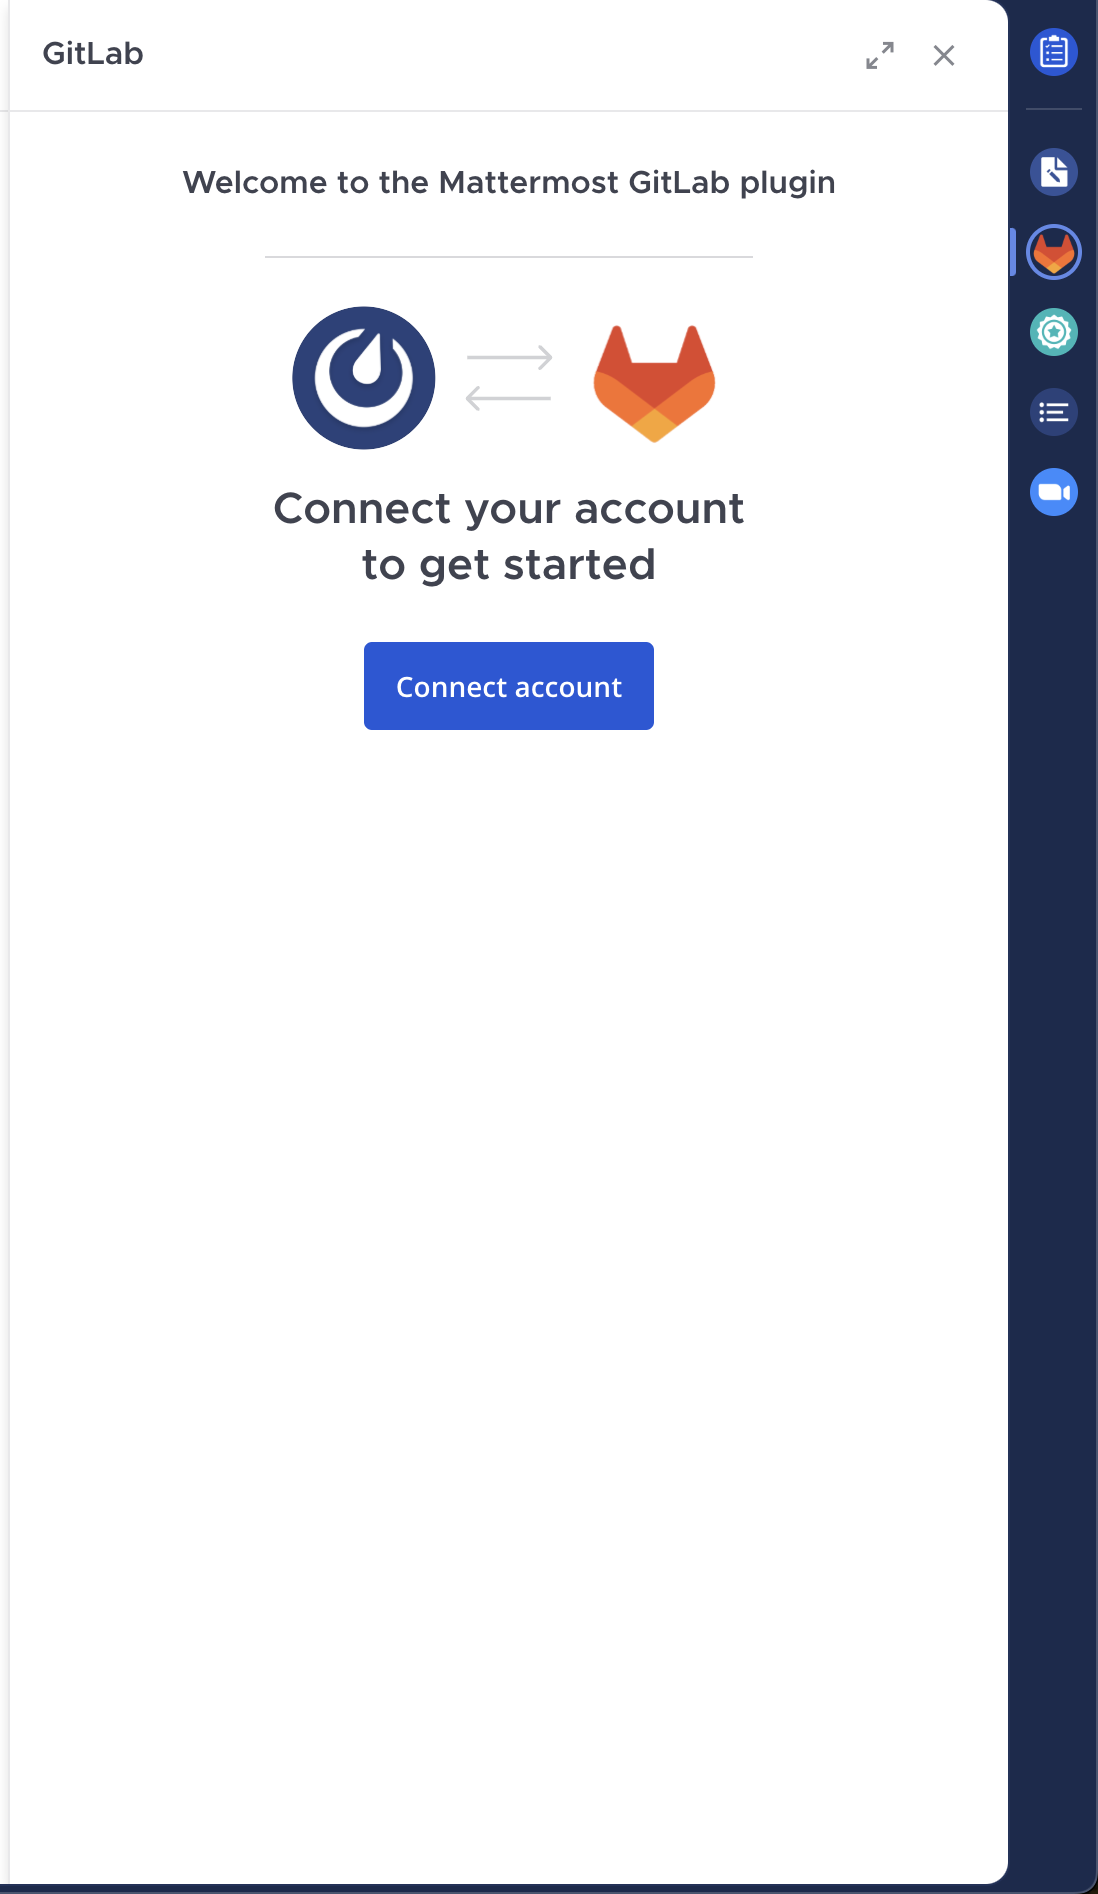 GitLab
Welcome to the Mattermost GitLab plugin
Connect your account
to get started
Connect account